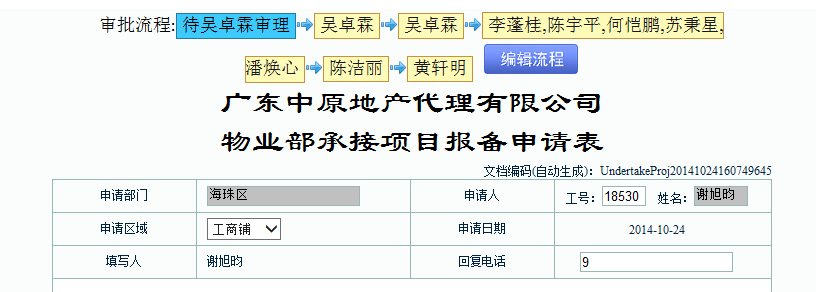 审批流程: 待吴卓霖审理 吴卓霖 吴卓霖 李蓬桂,陈宇平,何恺鹏,苏秉星,
潘焕心 陈洁丽 黄轩明 编辑流程
广东中原地产代理有限公司
物业部承接项目报备申请表
文档编码(自动生成): UndertakeProj20141024160749645
申请部门 海珠区 申请人 工号: 18530 姓名: 谢旭昀
申请区域 工商铺 申请日期 2014-10-24
填写人 谢旭昀 回复电话 9